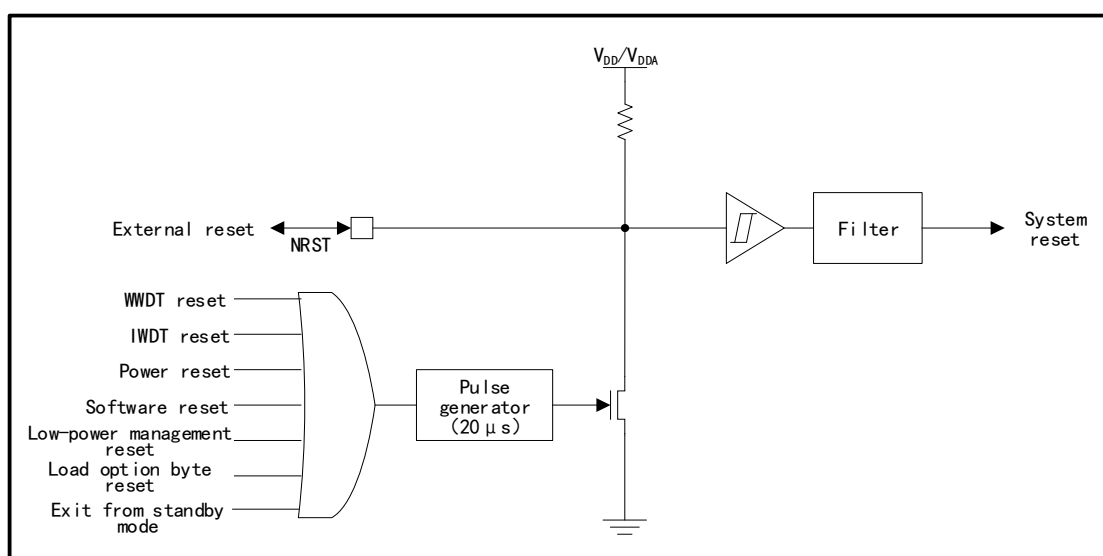 VDD/VDDA
External reset
NRST
Filter
System
reset
WWDT reset
IWDT reset
Power reset
Software reset
Low-power management
reset
Load option byte
reset
Exit from standby
mode
Pulse
generator
(20μs)